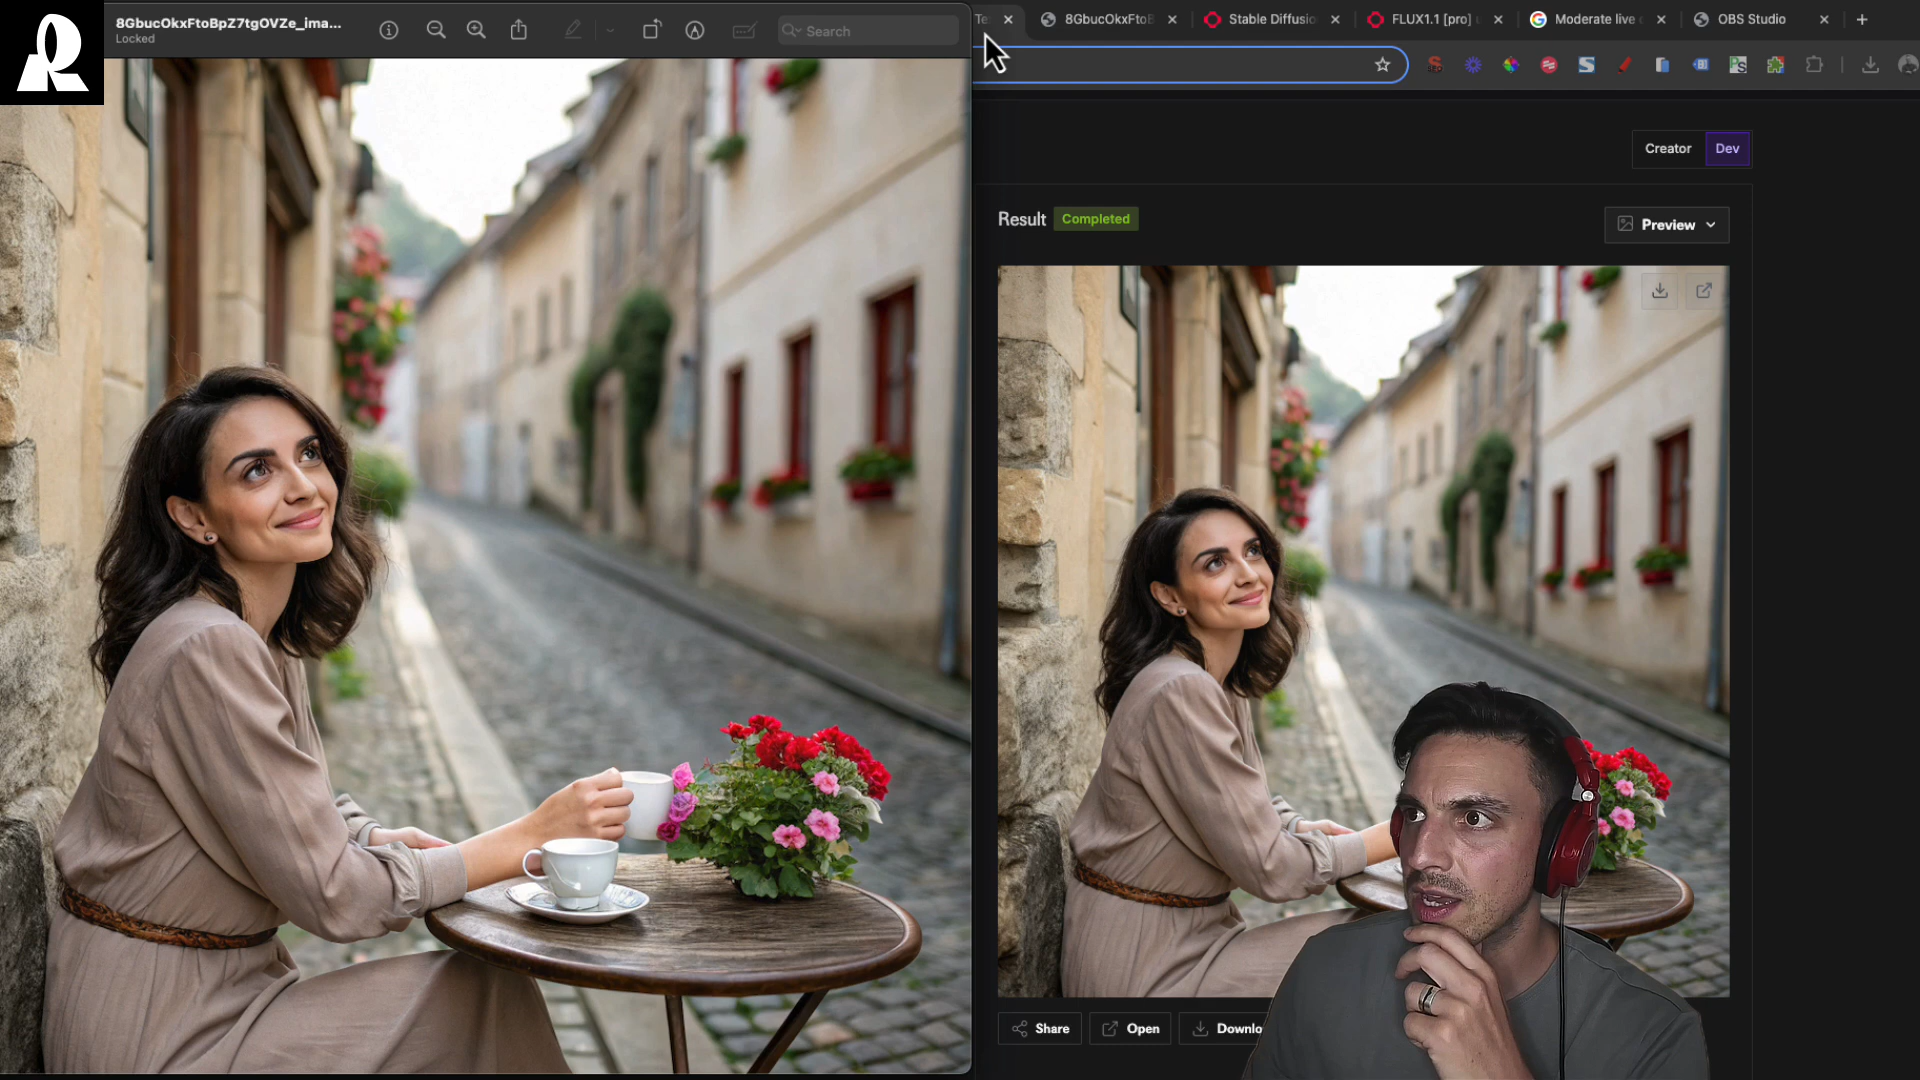 8GbucOkxFtoBpZ7tgOVZe_ima...
Locked
Search
Te
8GbucOkxFtoB
Stable Diffusio
FLUX1.1 [pro] u
Moderate live
OBS Studio
Creator
Dev
Result
Completed
Preview
Share
Open
Downlo